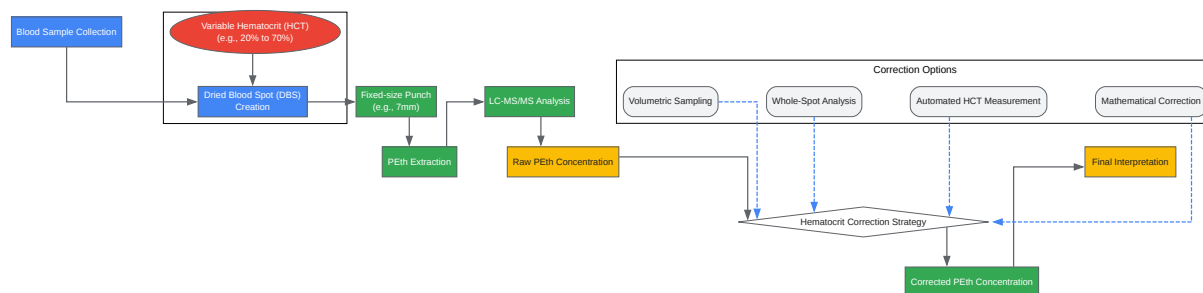 Blood Sample Collection
Variable Hematocrit (HCT)
(e.g., 20% to 70%)
Dried Blood Spot (DBS)
Creation
Fixed-size Punch
(e.g., 7mm)
PEth Extraction
LC-MS/MS Analysis
Raw PEth Concentration
Correction Options
Volumetric Sampling
Whole-Spot Analysis
Automated HCT Measurement
Mathematical Correction
Hematocrit Correction Strategy
Corrected PEth Concentration
Final Interpretation